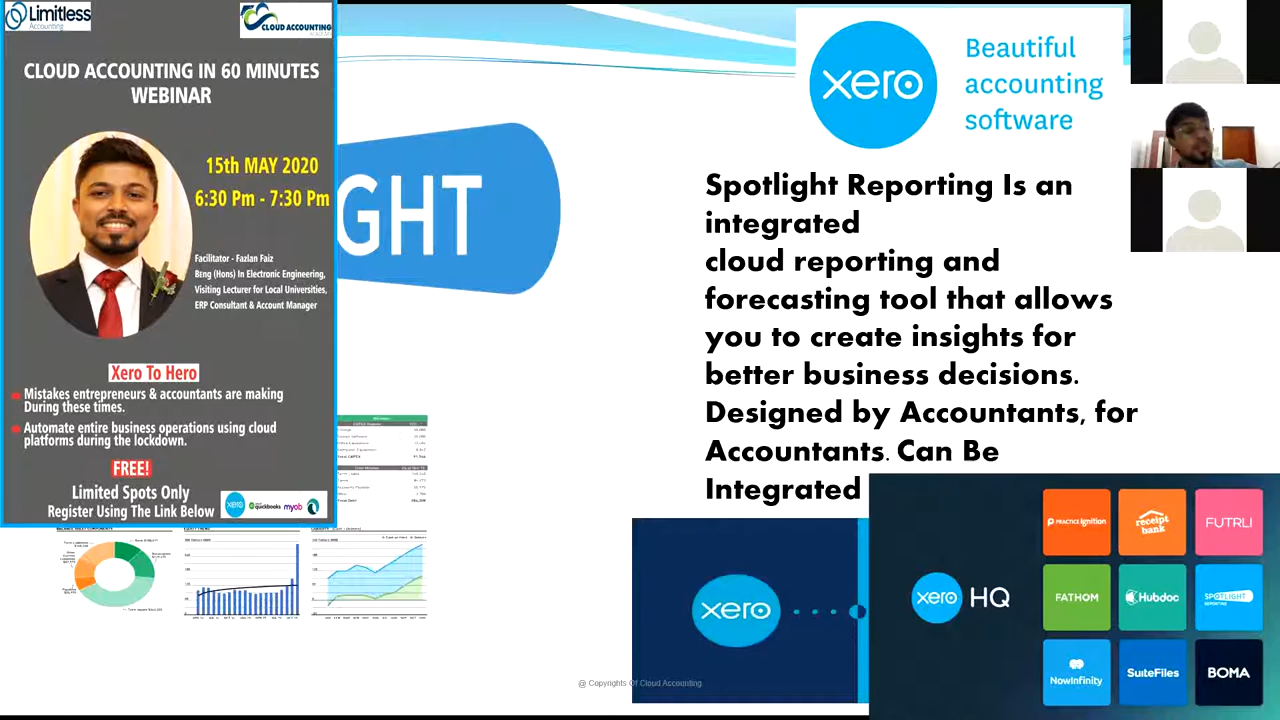 Limitless
Accounting
CLOUD ACCOUNTING
CLOUD ACCOUNTING IN 60 MINUTES
WEBINAR
15th MAY 2020
6:30 Pm - 7:30 Pm
Facilitator - Fazlan Faiz
Beng (Hons) In Electronic Engineering,
Visiting Lecturer for Local Universities,
ERP Consultant & Account Manager
Xero To Hero
Mistakes entrepreneurs & accountants are making
During these times.
Automate entire business operations using cloud
platforms during the lockdown.
FREE!
Limited Spots Only
Register Using The Link Below
xero
quickbooks
myob
GHT
xero
Beautiful
accounting
software
Spotlight Reporting Is an
integrated
cloud reporting and
forecasting tool that allows
you to create insights for
better business decisions.
Designed by Accountants, for
Accountants. Can Be
Integrated
xero
xero HQ
PRACTICE ignition
receipt
bank
FUTRLI
FATHOM
Hubdoc
SPOTLIGHT
REPORTING
NowInfinity
SuiteFiles
BOMA
@ Copyrights Of Cloud Accounting